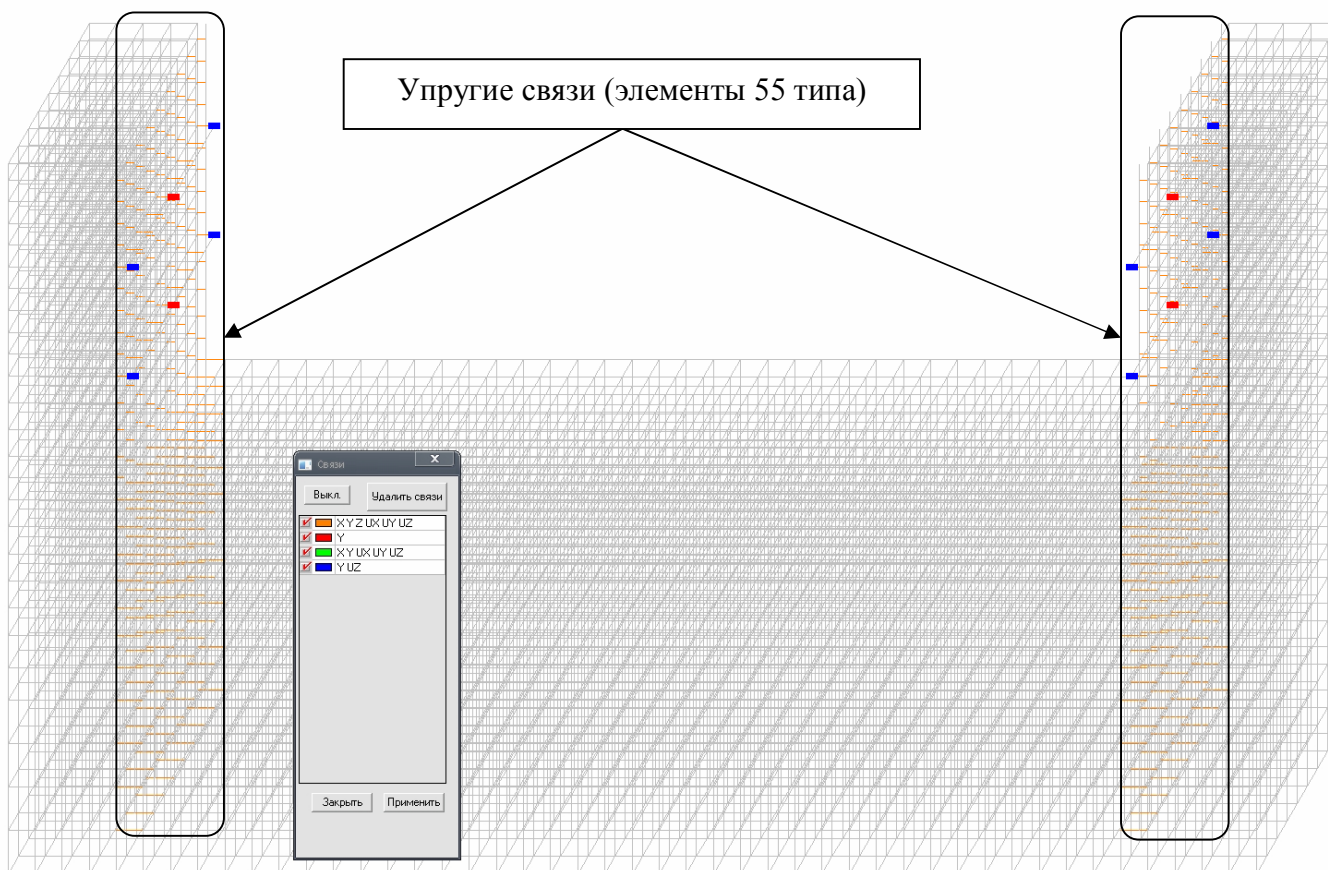 Упругие связи (элементы 55 типа)
Связи
X
Выкл. Удалить связи
X Y Z UX UY UZ
Y
X Y UX UY UZ
Y UZ
Закрыть Применить